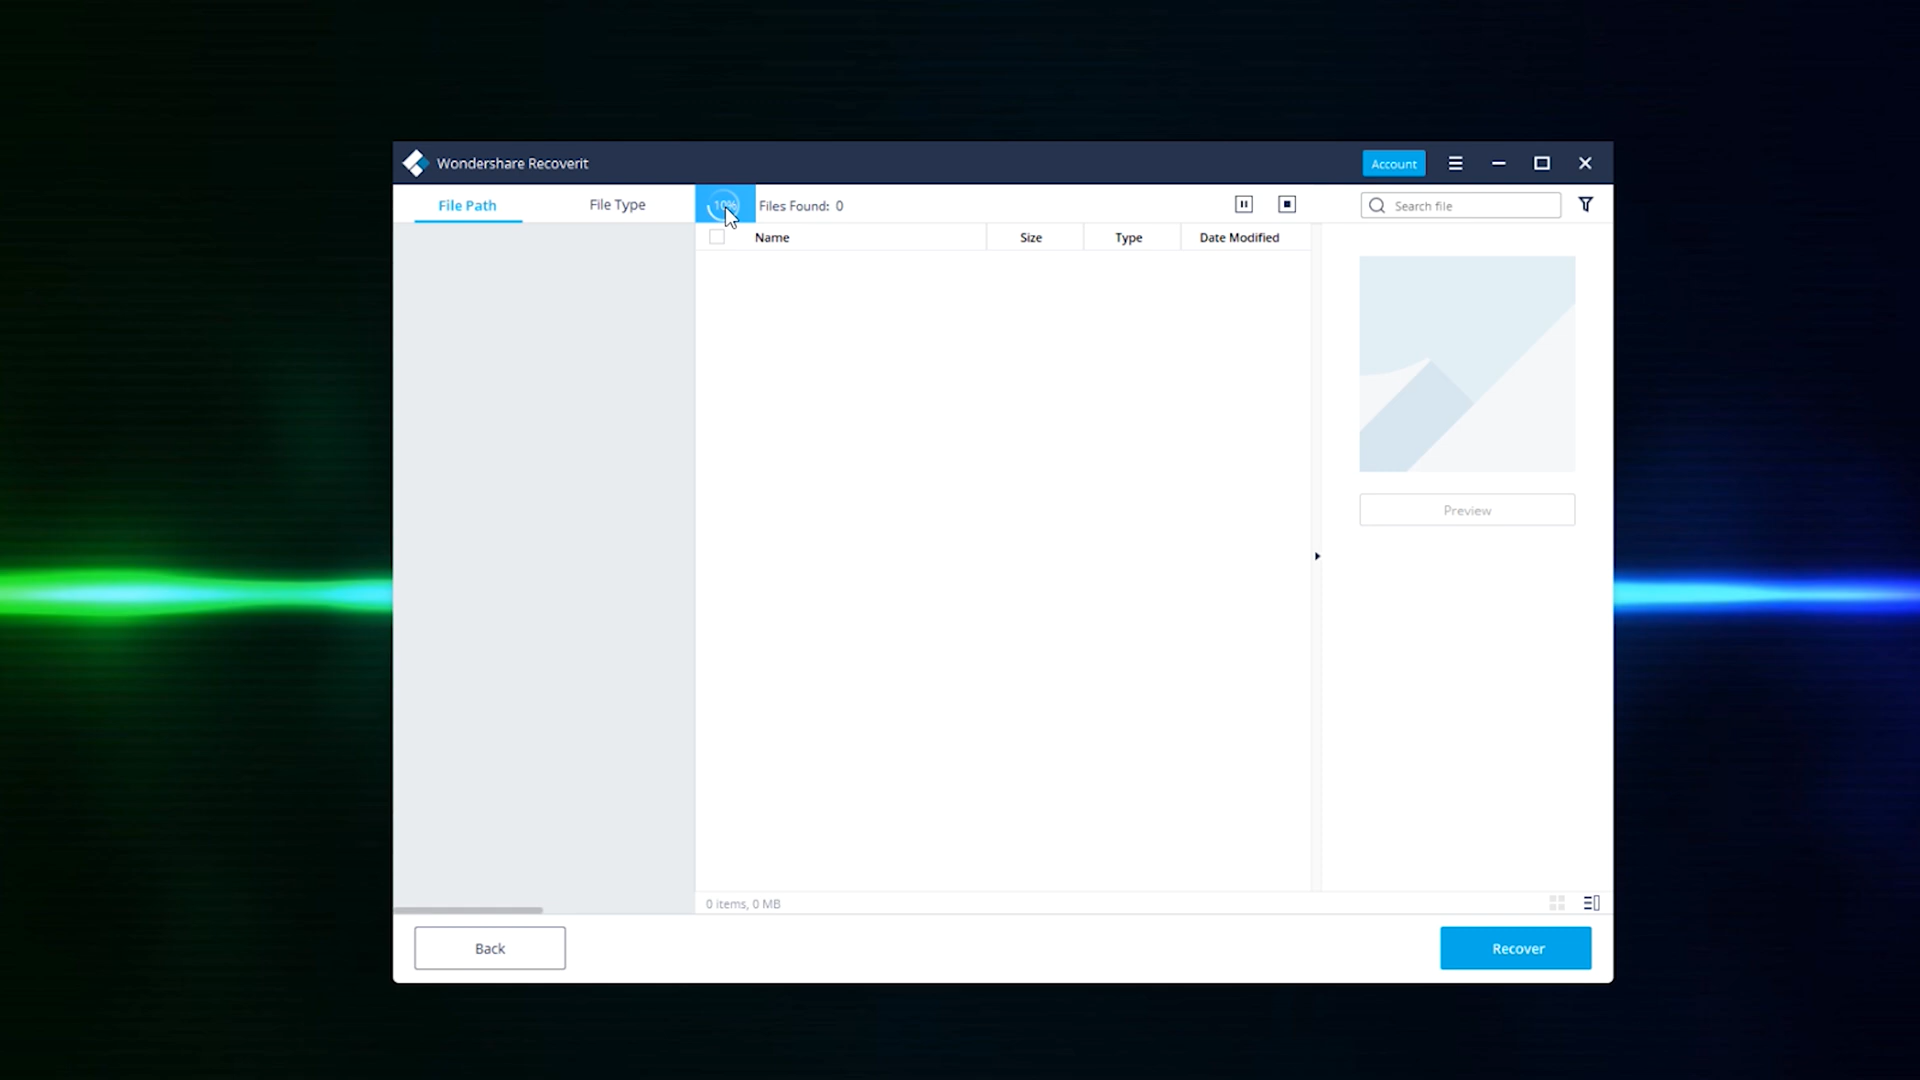 Wondershare Recoverit
Account
File Path
File Type
10%
Files Found: 0
Search file
Name
Size
Type
Date Modified
Preview
0 items, 0 MB
Back
Recover